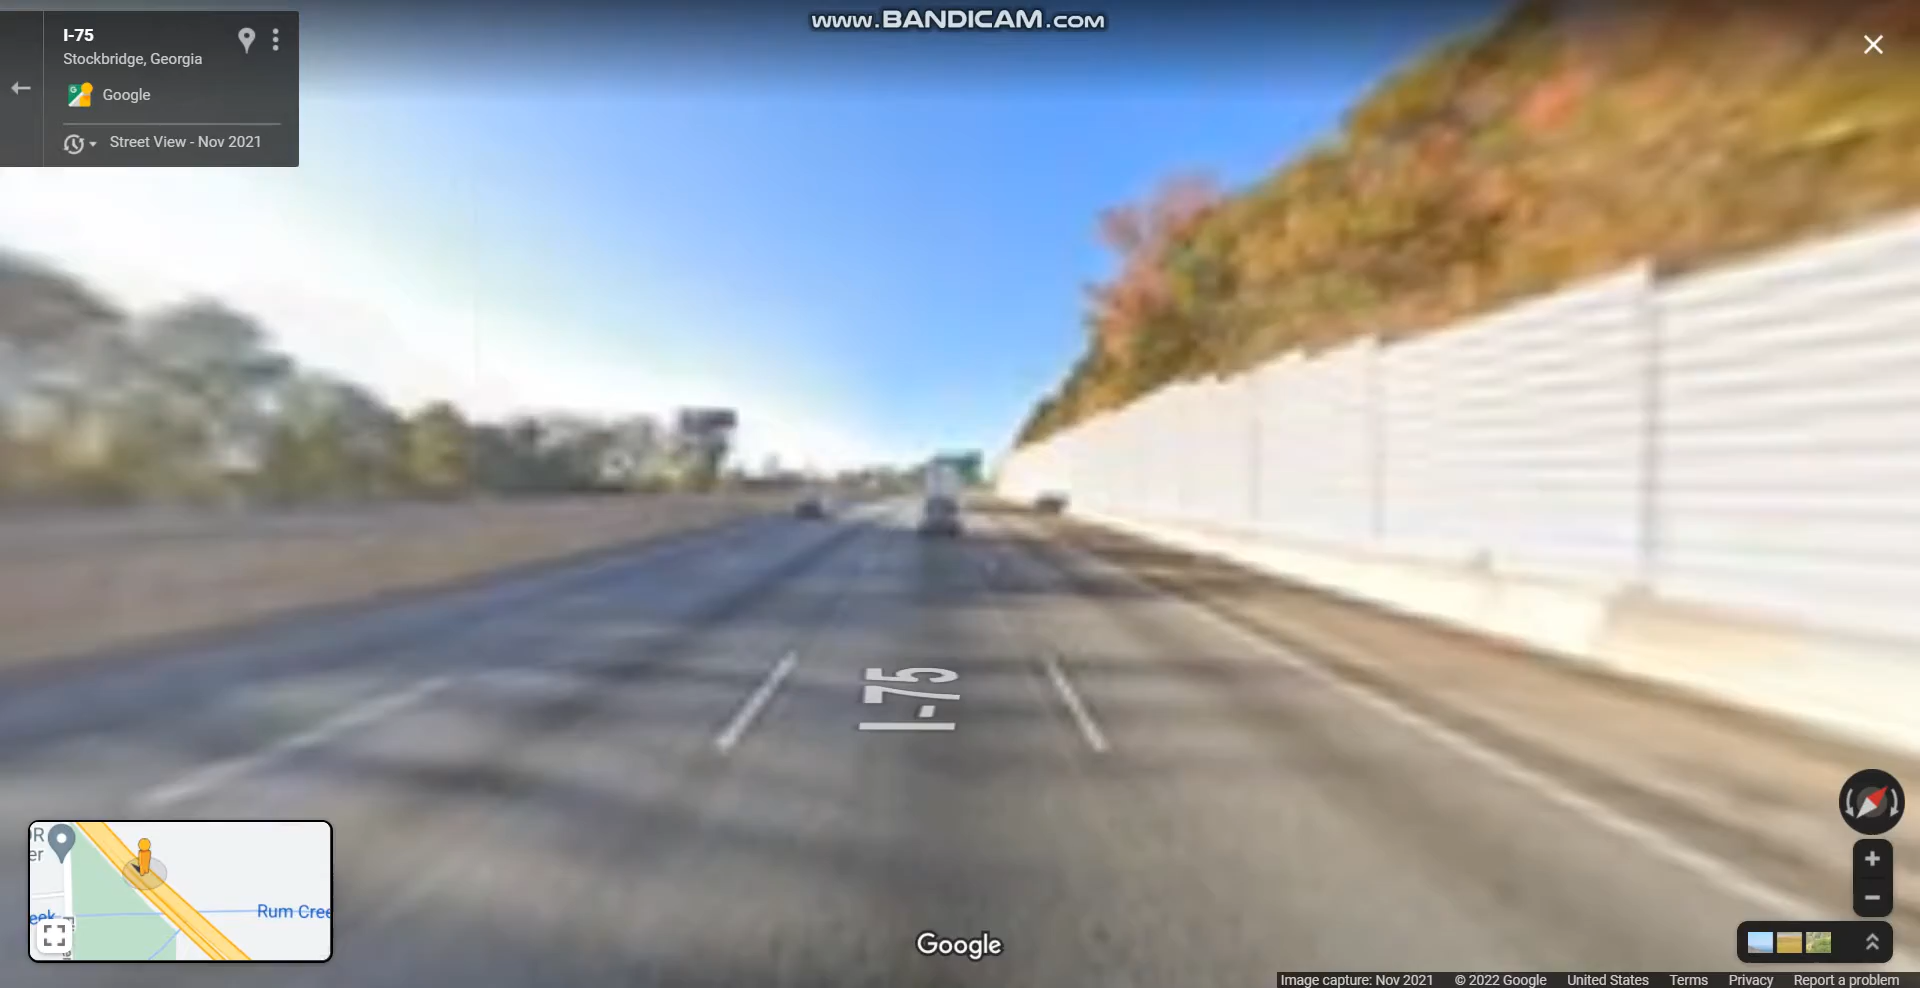 www.BANDICAM.com
I-75
Stockbridge, Georgia
Google
Street View - Nov 2021
I-75
Rum Cree
eek
er
R
Google
Image capture: Nov 2021 © 2022 Google United States Terms Privacy Report a problem